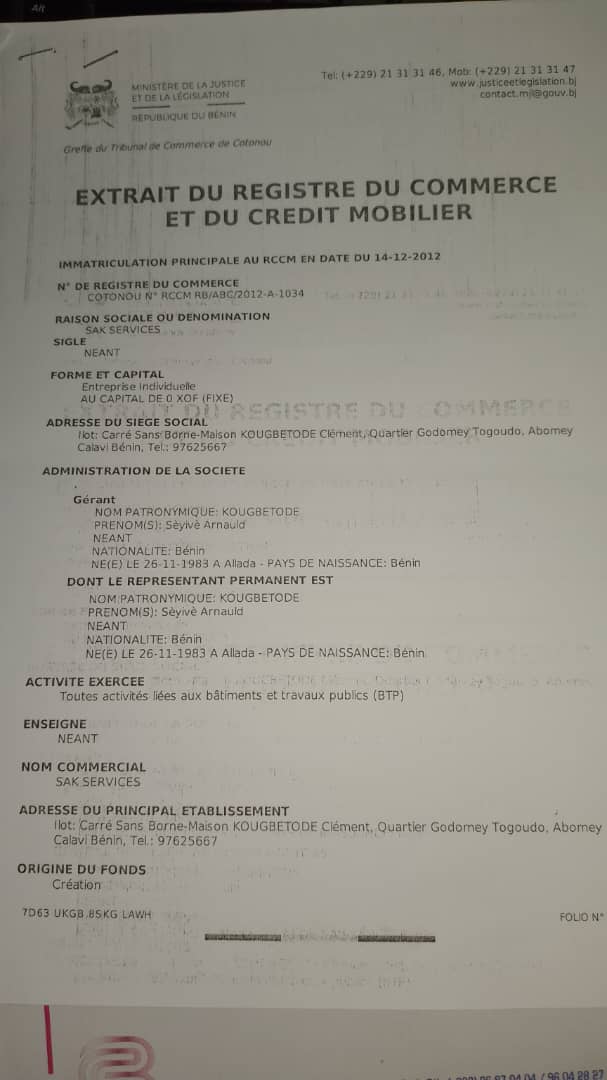 Alt
MINISTÈRE DE LA JUSTICE
ET DE LA LÉGISLATION
RÉPUBLIQUE DU BÉNIN
Tel: (+229) 21 31 31 46, Mob: (+229) 21 31 31 47
www.justiceetlegislation.bj
contact.mjl@gouv.bj
Greffe du Tribunal de Commerce de Cotonou
EXTRAIT DU REGISTRE DU COMMERCE
ET DU CREDIT MOBILIER
IMMATRICULATION PRINCIPALE AU RCCM EN DATE DU 14-12-2012
N° DE REGISTRE DU COMMERCE
COTONOU N° RCCM RB/ABC/2012-A-1034
RAISON SOCIALE OU DENOMINATION
SAK SERVICES
SIGLE
NEANT
FORME ET CAPITAL
Entreprise Individuelle
AU CAPITAL DE 0 XOF (FIXE)
ADRESSE DU SIEGE SOCIAL
Ilot: Carré Sans Borne-Maison KOUGBETODE Clément, Quartier Godomey Togoudo, Abomey
Calavi Bénin, Tel.: 97625667
ADMINISTRATION DE LA SOCIETE
Gérant
NOM PATRONYMIQUE: KOUGBETODE
PRENOM(S): Sèyivè Arnauld
NEANT
NATIONALITE: Bénin
NE(E) LE 26-11-1983 A Allada - PAYS DE NAISSANCE: Bénin
DONT LE REPRESENTANT PERMANENT EST
NOM PATRONYMIQUE: KOUGBETODE
PRENOM(S): Sèyivè Arnauld
NEANT
NATIONALITE: Bénin
NE(E) LE 26-11-1983 A Allada - PAYS DE NAISSANCE: Bénin
ACTIVITE EXERCEE
Toutes activités liées aux bâtiments et travaux publics (BTP)
ENSEIGNE
NEANT
NOM COMMERCIAL
SAK SERVICES
ADRESSE DU PRINCIPAL ETABLISSEMENT
Ilot: Carré Sans Borne-Maison KOUGBETODE Clément, Quartier Godomey Togoudo, Abomey
Calavi Bénin, Tel.: 97625667
ORIGINE DU FONDS
Création
7D63 UKGB 8SKG LAWH
FOLIO N°
96 04 28 27